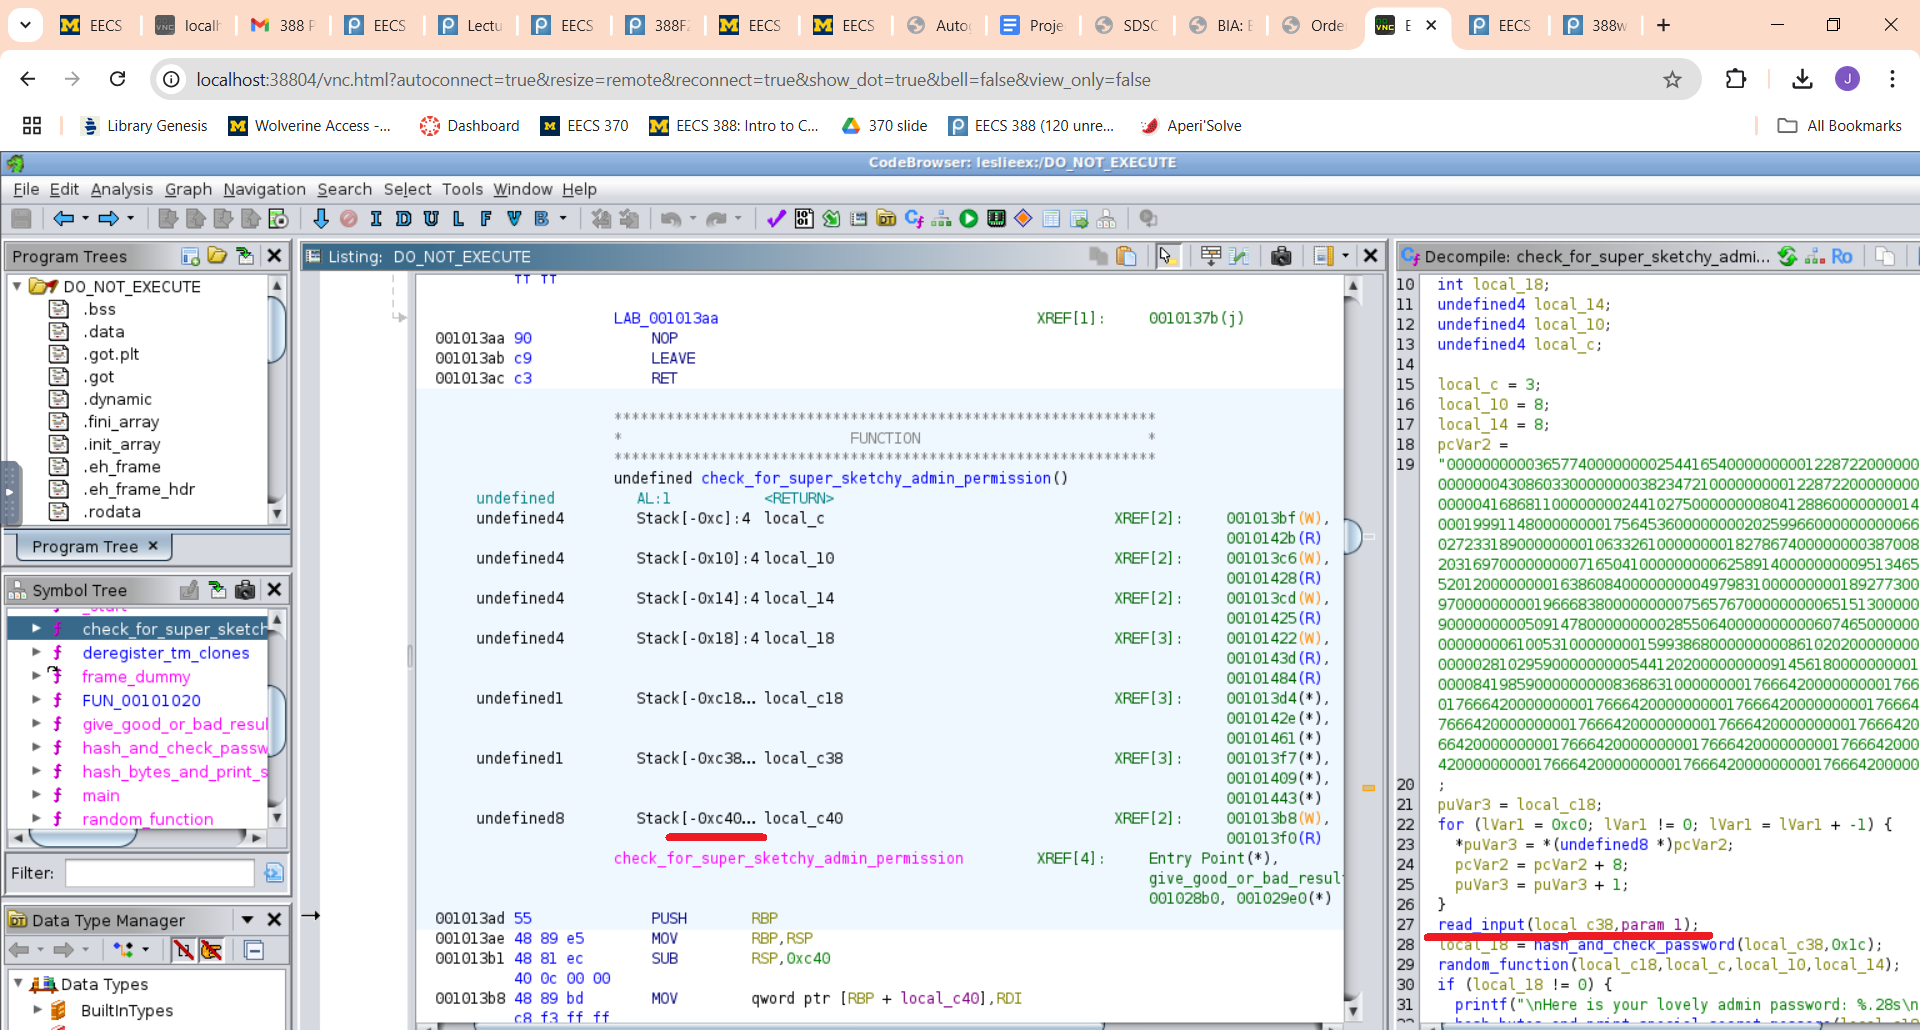 EECS
localh
388 P
EECS
Lectu
EECS
388F
EECS
EECS
Auto
Proje
SDSC
BIA: E
Orde
E
EECS
388w
localhost:38804/vnc.html?autoconnect=true&resize=remote&reconnect=true&show_dot=true&bell=false&view_only=false
J
Library Genesis
Wolverine Access -...
Dashboard
EECS 370
EECS 388: Intro to C...
370 slide
EECS 388 (120 unre...
Aperi'Solve
All Bookmarks
CodeBrowser: leslieex:/DO_NOT_EXECUTE
File Edit Analysis Graph Navigation Search Select Tools Window Help
I D U L F V B
Program Trees
DO_NOT_EXECUTE
.bss
.data
.got.plt
.got
.dynamic
.fini_array
.init_array
.eh_frame
.eh_frame_hdr
.rodata
Program Tree ×
Symbol Tree
_start
check_for_super_sketch
deregister_tm_clones
frame_dummy
FUN_00101020
give_good_or_bad_resul
hash_and_check_passw
hash_bytes_and_print_s
main
random_function
Filter:
Data Type Manager
Data Types
BuiltInTypes
Listing: DO_NOT_EXECUTE
ff ff
LAB_001013aa XREF[1]: 0010137b(j)
001013aa 90 NOP
001013ab c9 LEAVE
001013ac c3 RET
**************************************************************
* FUNCTION *
**************************************************************
undefined check_for_super_sketchy_admin_permission()
undefined AL:1 <RETURN>
undefined4 Stack[-0xc]:4 local_c XREF[2]: 001013bf(W),
0010142b(R)
undefined4 Stack[-0x10]:4 local_10 XREF[2]: 001013c6(W),
00101428(R)
undefined4 Stack[-0x14]:4 local_14 XREF[2]: 001013cd(W),
00101425(R)
undefined4 Stack[-0x18]:4 local_18 XREF[3]: 00101422(W),
0010143d(R),
00101484(R)
undefined1 Stack[-0xc18... local_c18 XREF[3]: 001013d4(*),
0010142e(*),
00101461(*)
undefined1 Stack[-0xc38... local_c38 XREF[3]: 001013f7(*),
00101409(*),
00101443(*)
undefined8 Stack[-0xc40... local_c40 XREF[2]: 001013b8(W),
001013f0(R)
check_for_super_sketchy_admin_permission XREF[4]: Entry Point(*),
give_good_or_bad_resul
001028b0, 001029e0(*)
001013ad 55 PUSH RBP
001013ae 48 89 e5 MOV RBP,RSP
001013b1 48 81 ec SUB RSP,0xc40
40 0c 00 00
001013b8 48 89 bd MOV qword ptr [RBP + local_c40],RDI
c8 f3 ff ff
Decompile: check_for_super_sketchy_admi...
Ro
10 int local_18;
11 undefined4 local_14;
12 undefined4 local_10;
13 undefined4 local_c;
14
15 local_c = 3;
16 local_10 = 8;
17 local_14 = 8;
18 pcVar2 =
19
20 ;
21 puVar3 = local_c18;
22 for (lVar1 = 0xc0; lVar1 != 0; lVar1 = lVar1 + -1) {
23 *puVar3 = *(undefined8 *)pcVar2;
24 pcVar2 = pcVar2 + 8;
25 puVar3 = puVar3 + 1;
26 }
27 read_input(local_c38,param_1);
28 local_18 = hash_and_check_password(local_c38,0x1c);
29 random_function(local_c18,local_c,local_10,local_14);
30 if (local_18 != 0) {
31 printf("\nHere is your lovely admin password: %.28s\n